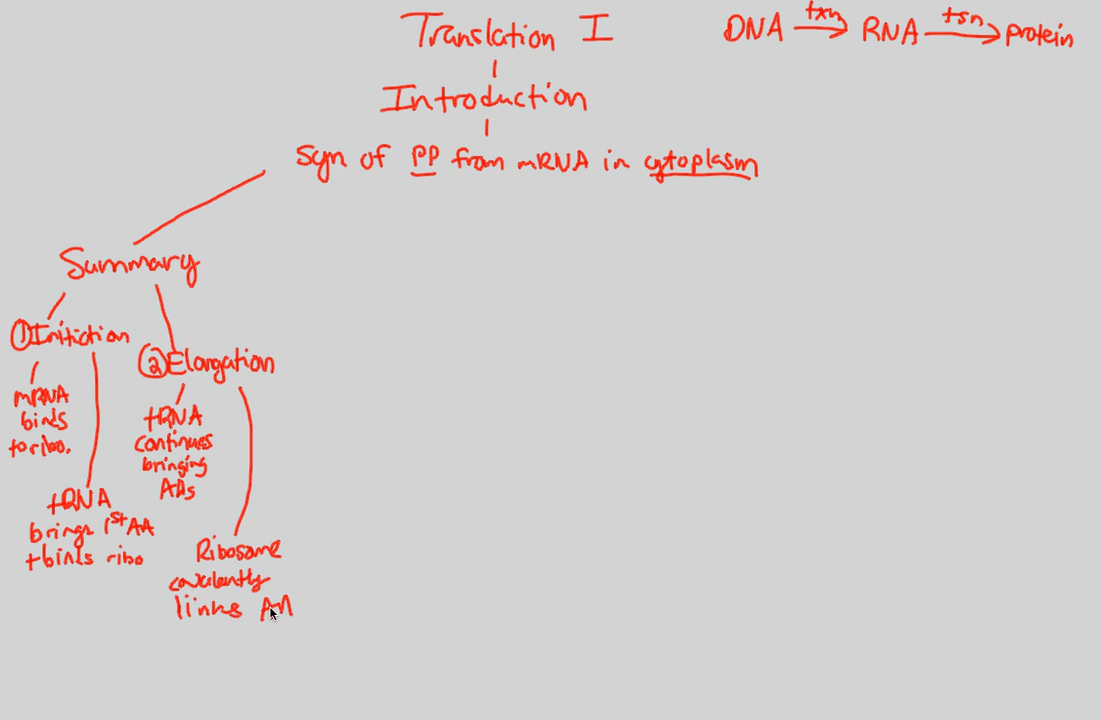 Translation I
DNA txn RNA tsn protein
Introduction
Syn of PP from mRNA in cytoplasm
Summary
① Initiation
mRNA
binds
to ribo.
tRNA
brings 1st AA
+ binds ribo
② Elongation
tRNA
continues
bringing
AAs
Ribosome
covalently
links AA